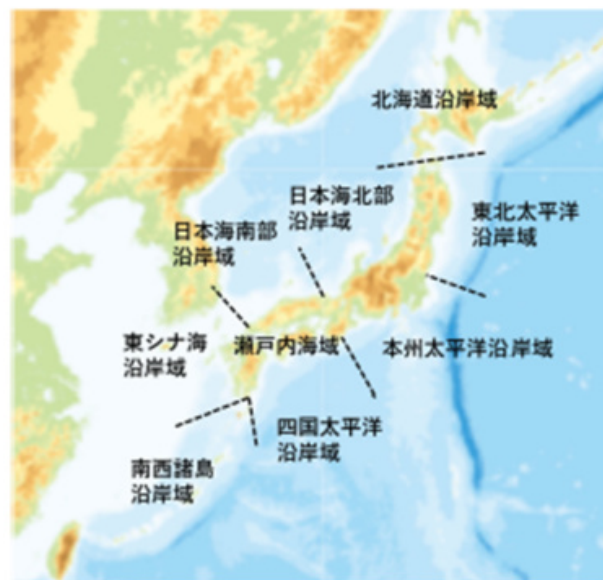 北海道沿岸域
日本海北部
沿岸域
東北太平洋
沿岸域
日本海南部
沿岸域
東シナ海
沿岸域
瀬戸内海域
本州太平洋沿岸域
四国太平洋
沿岸域
南西諸島
沿岸域